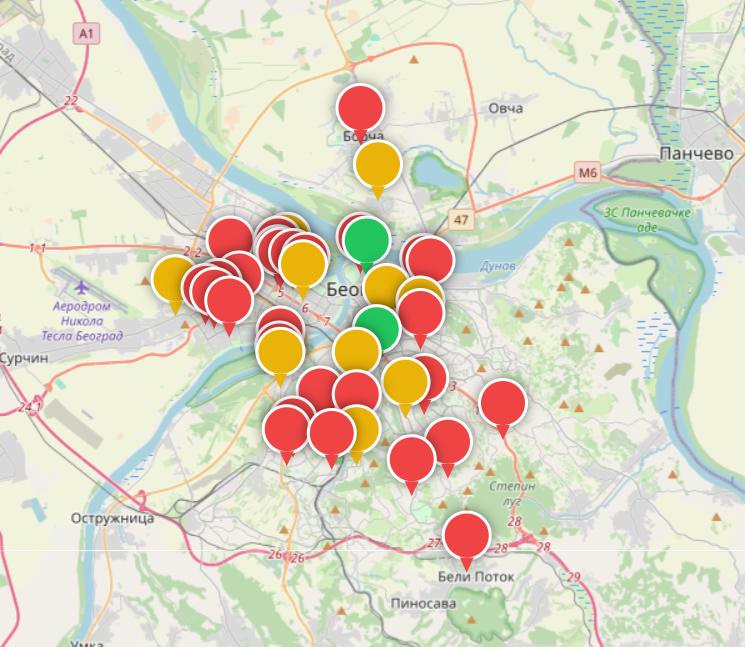 A1
ад
22
Овча
Борча
Панчево
M6
47
ЗС Панчевачке
аде
1 1
2 2
Дунав
Бео
5
6
7
Аеродром
Никола
Тесла Београд
Сурчин
3
24.1
Степин
луг
Остружница
28
27
28
28
26
26
29
Бели Поток
Пиносава
Умка